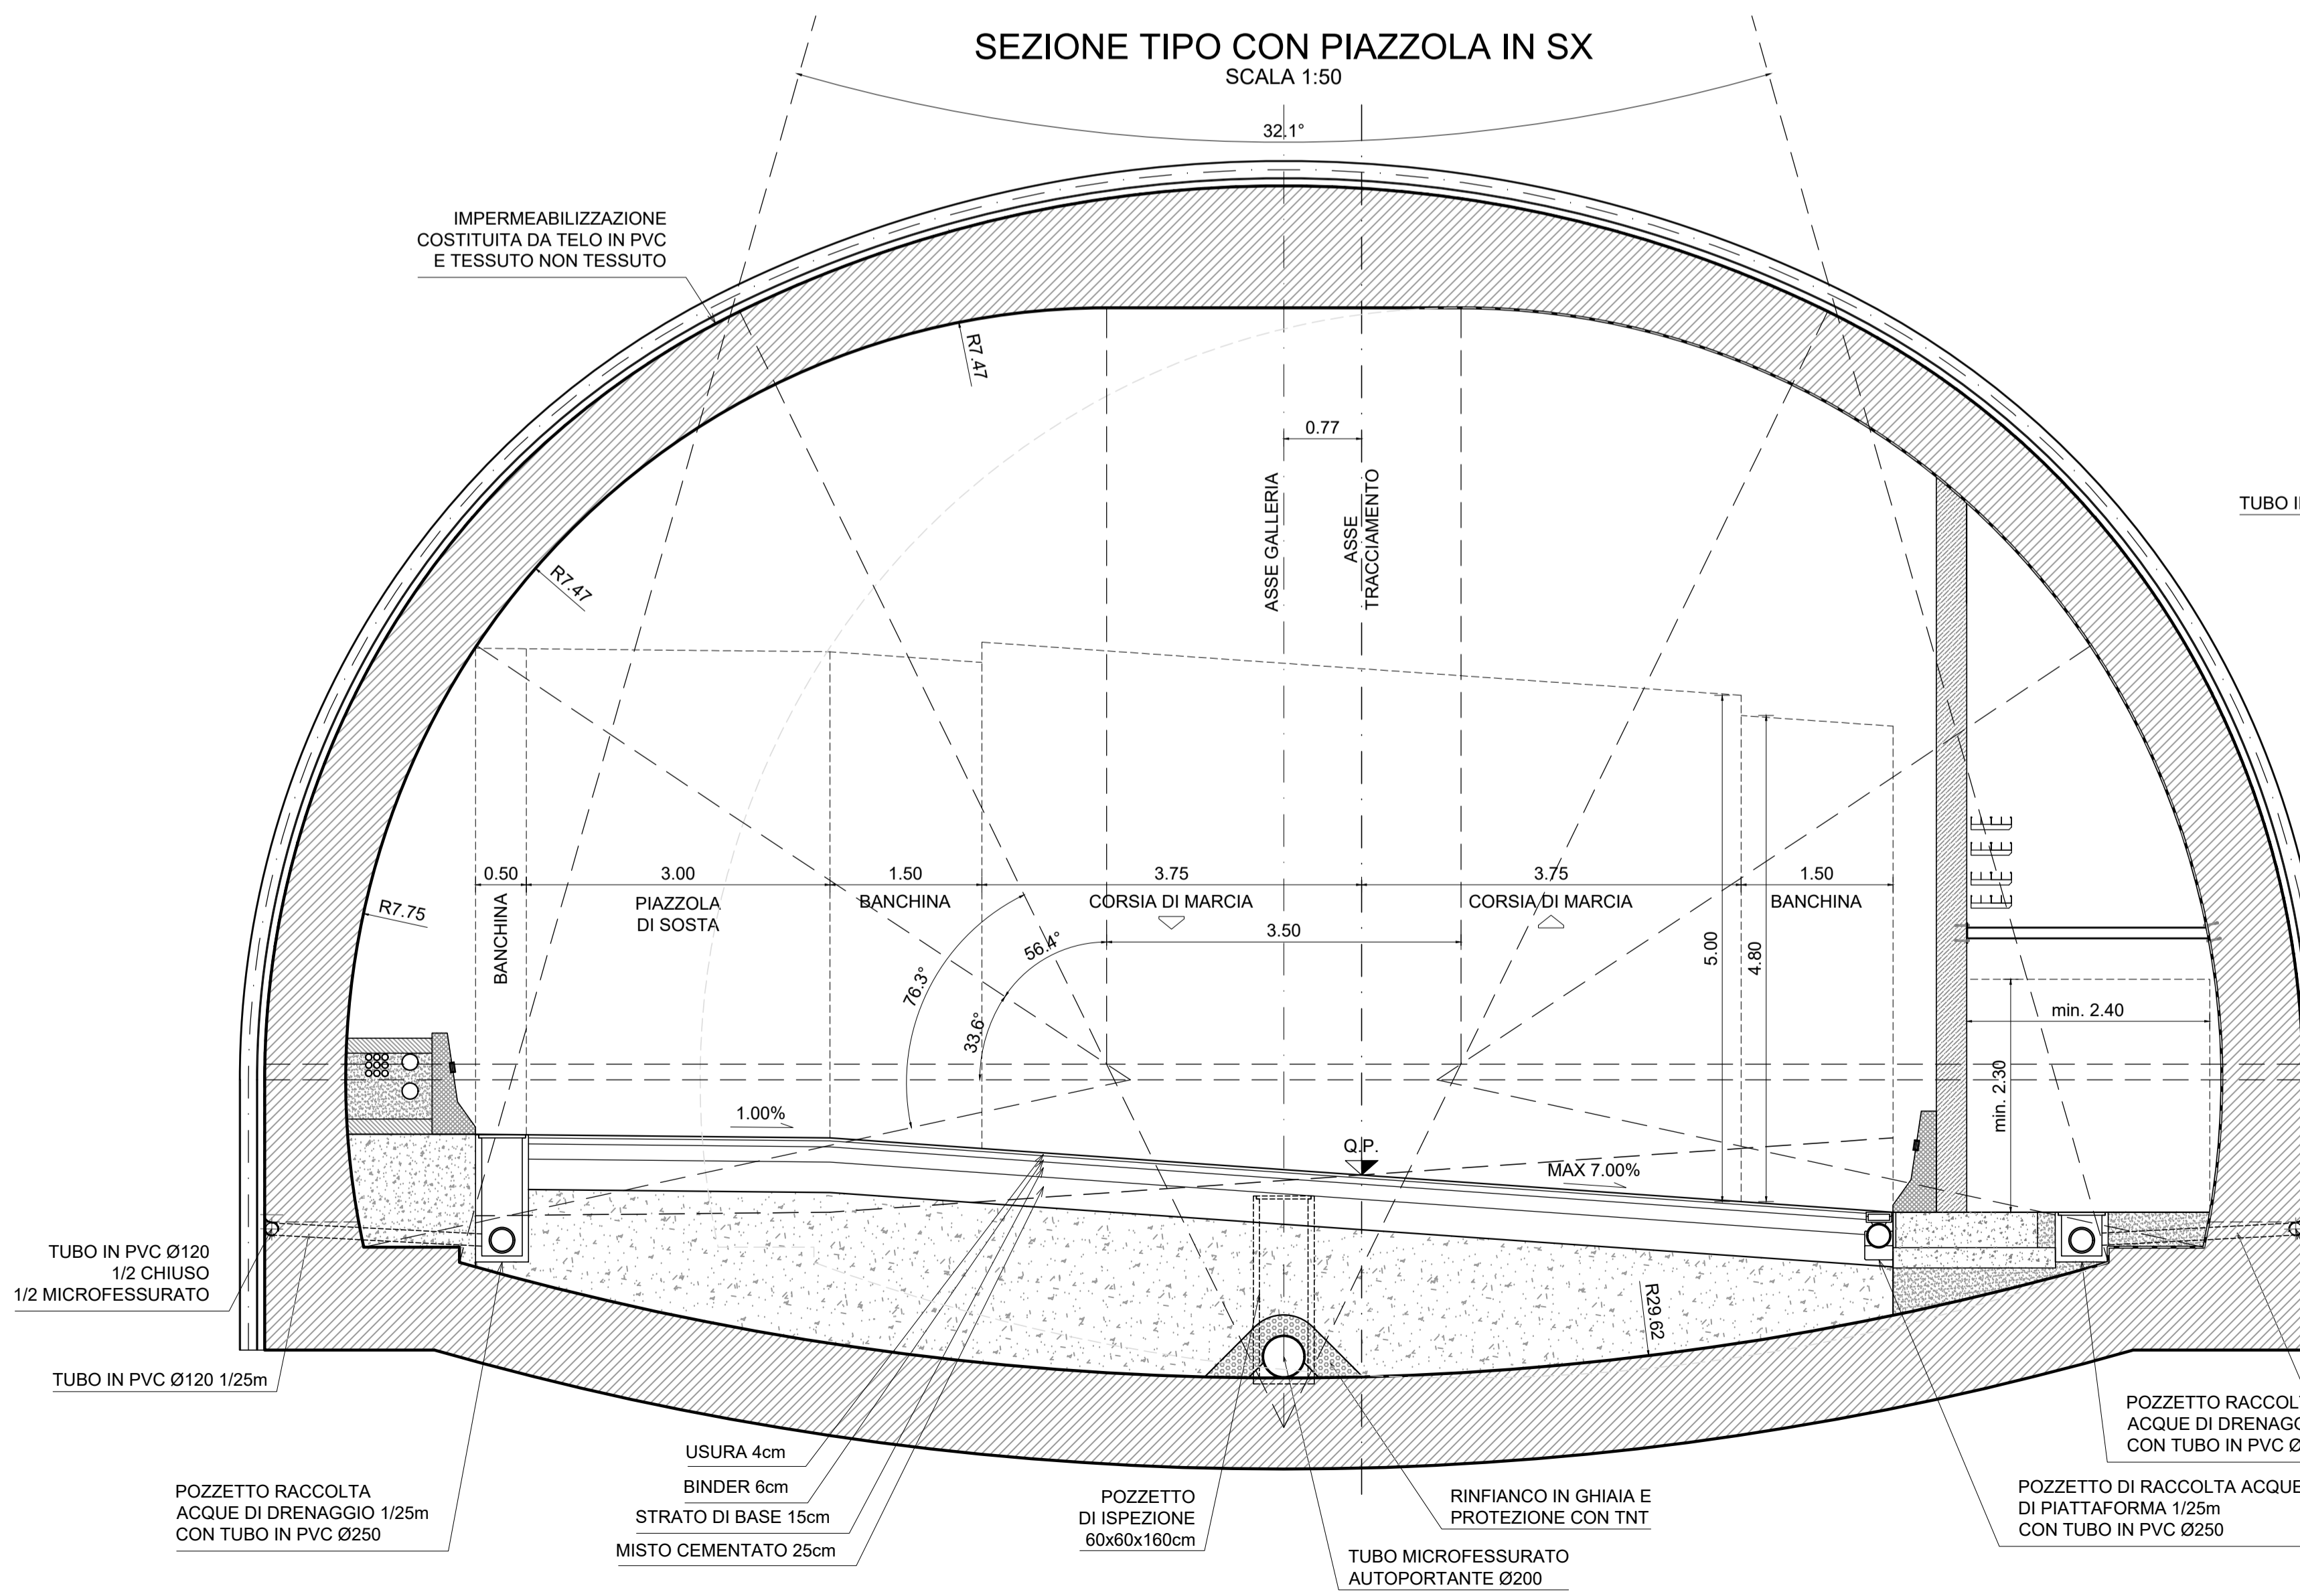 SEZIONE TIPO CON PIAZZOLA IN SX
SCALA 1:50
32.1°
IMPERMEABILIZZAZIONE
COSTITUITA DA TELO IN PVC
E TESSUTO NON TESSUTO
R7.47
0.77
ASSE GALLERIA
ASSE
TRACCIAMENTO
TUBO
R7.47
R7.75
0.50
3.00
1.50
3.75
3.75
1.50
BANCHINA
PIAZZOLA
DI SOSTA
BANCHINA
CORSIA DI MARCIA
CORSIA DI MARCIA
BANCHINA
3.50
56.4°
76.3°
33.6°
5.00
4.80
min. 2.40
min. 2.30
1.00%
Q.P.
MAX 7.00%
R29.62
TUBO IN PVC Ø120
1/2 CHIUSO
1/2 MICROFESSURATO
TUBO IN PVC Ø120 1/25m
POZZETTO RACCOLTA
ACQUE DI DRENAGGIO 1/25m
CON TUBO IN PVC Ø250
USURA 4cm
BINDER 6cm
STRATO DI BASE 15cm
MISTO CEMENTATO 25cm
POZZETTO
DI ISPEZIONE
60x60x160cm
TUBO MICROFESSURATO
AUTOPORTANTE Ø200
RINFIANCO IN GHIAIA E
PROTEZIONE CON TNT
POZZETTO
ACQUE DI
CON TUBO IN PVC
POZZETTO DI RACCOLTA ACQUE
DI PIATTAFORMA 1/25m
CON TUBO IN PVC Ø250